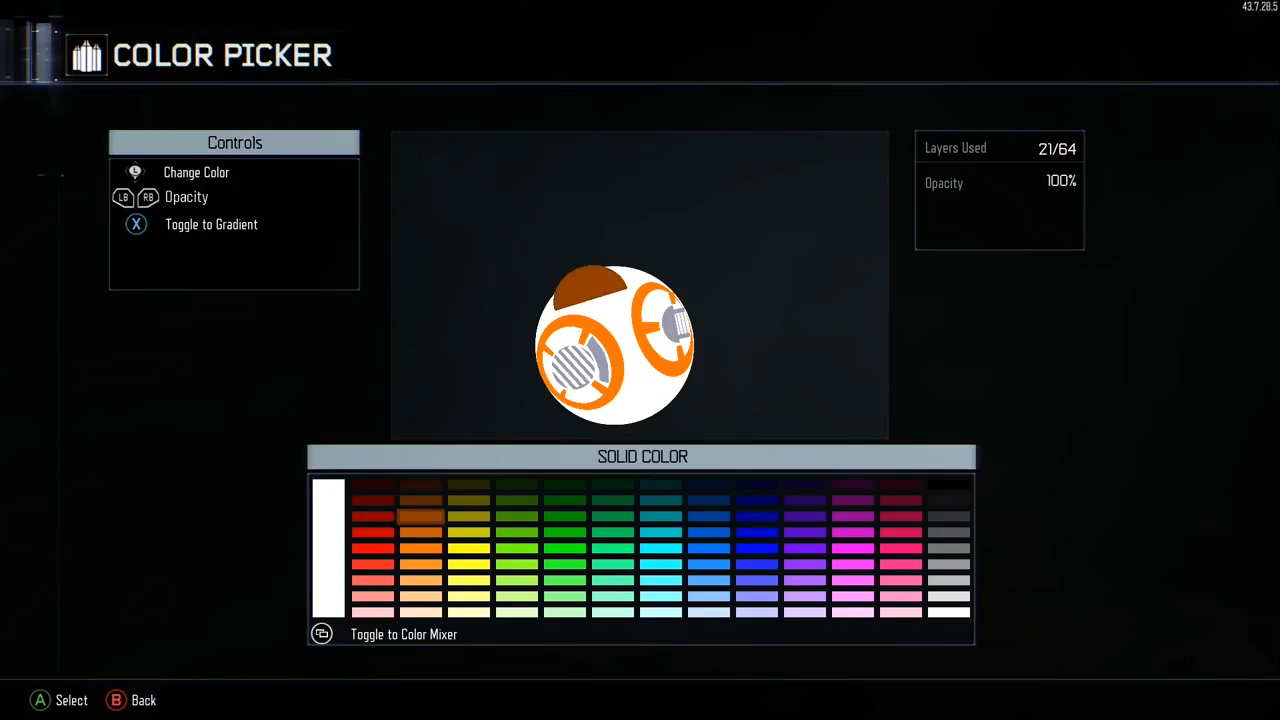 43.7.28.5
COLOR PICKER
Controls
L Change Color
LB RB Opacity
X Toggle to Gradient
Layers Used 21/64
Opacity 100%
SOLID COLOR
Toggle to Color Mixer
A Select B Back